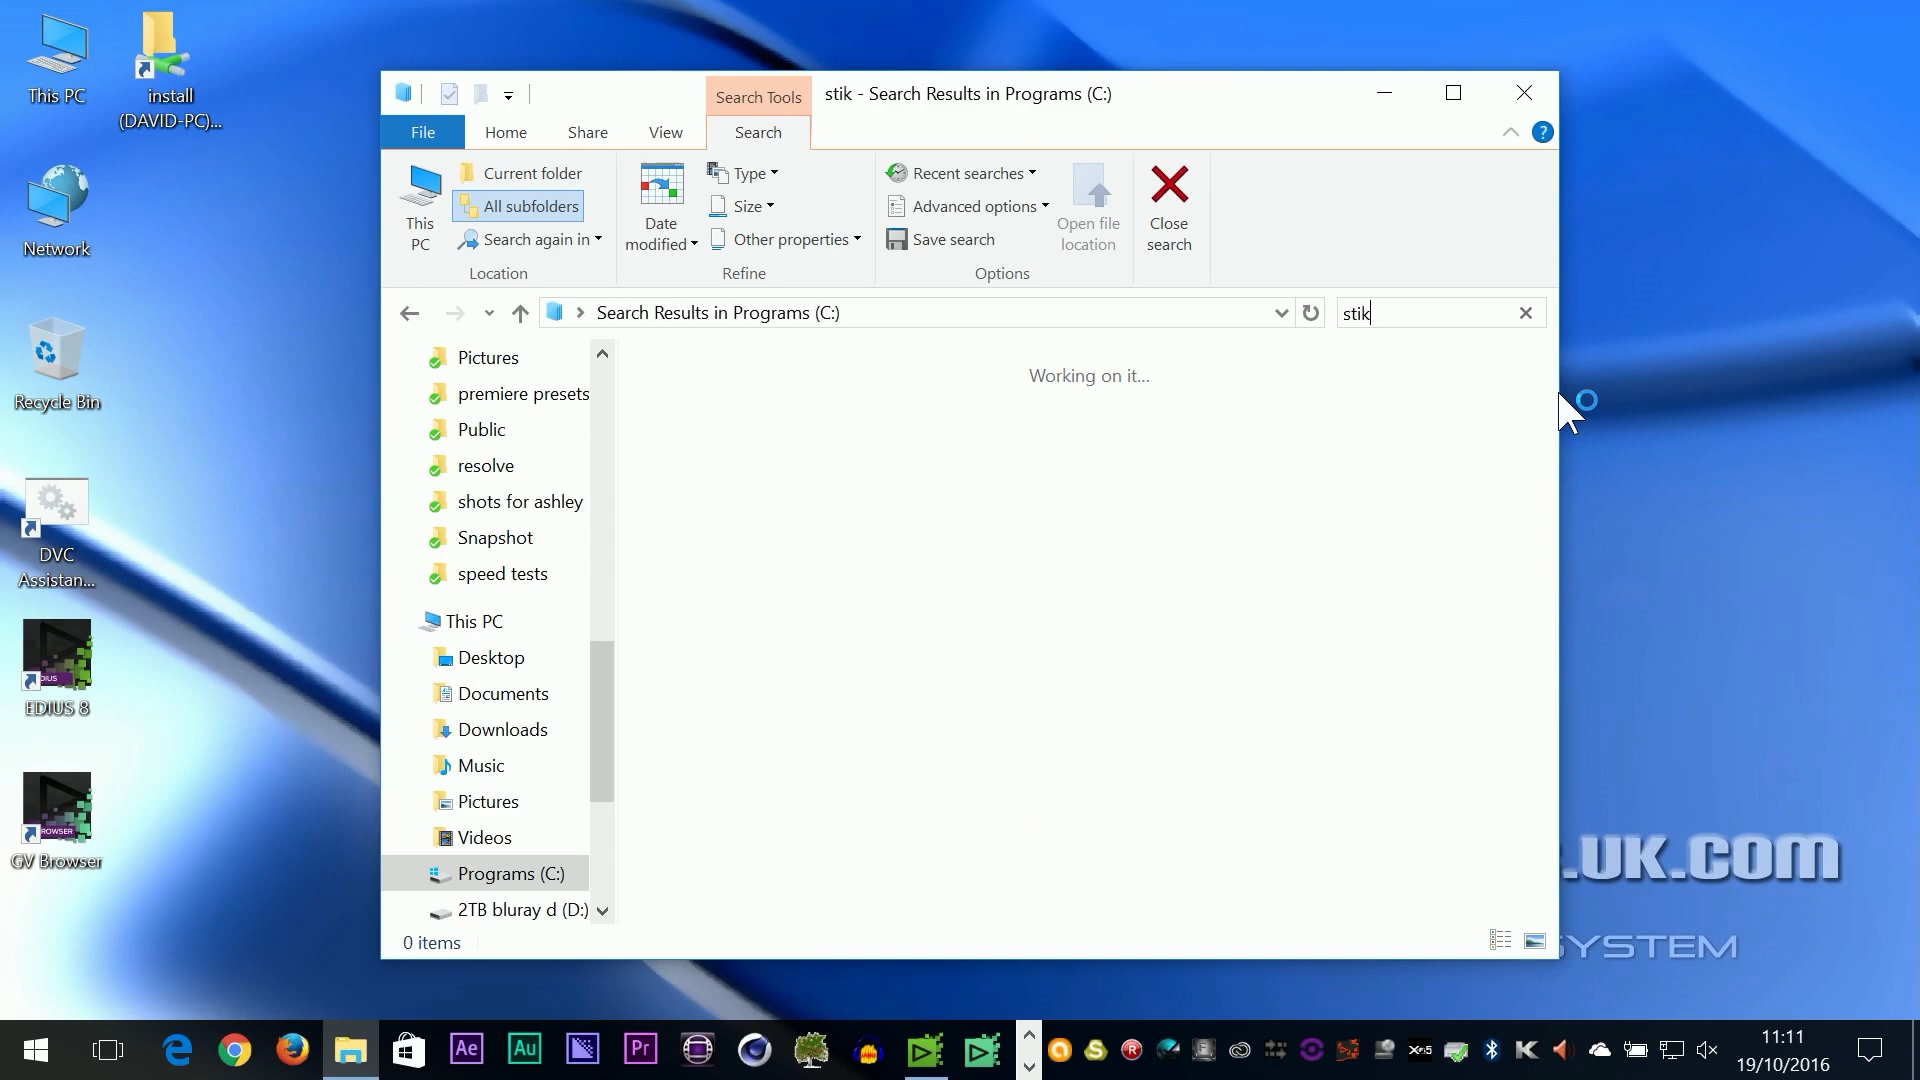 This PC
install
(DAVID-PC)...
Network
Recycle Bin
DVC
Assistan...
EDIUS 8
GV Browser
Search Tools
stik - Search Results in Programs (C:)
File
Home
Share
View
Search
This
PC
Current folder
All subfolders
Search again in
Location
Date
modified
Type
Size
Other properties
Refine
Recent searches
Advanced options
Save search
Open file
location
Options
Close
search
Search Results in Programs (C:)
stik
Pictures
premiere presets
Public
resolve
shots for ashley
Snapshot
speed tests
This PC
Desktop
Documents
Downloads
Music
Pictures
Videos
Programs (C:)
2TB bluray d (D:)
Working on it...
0 items
.UK.COM
SYSTEM
Ae
Au
Pr
11:11
19/10/2016